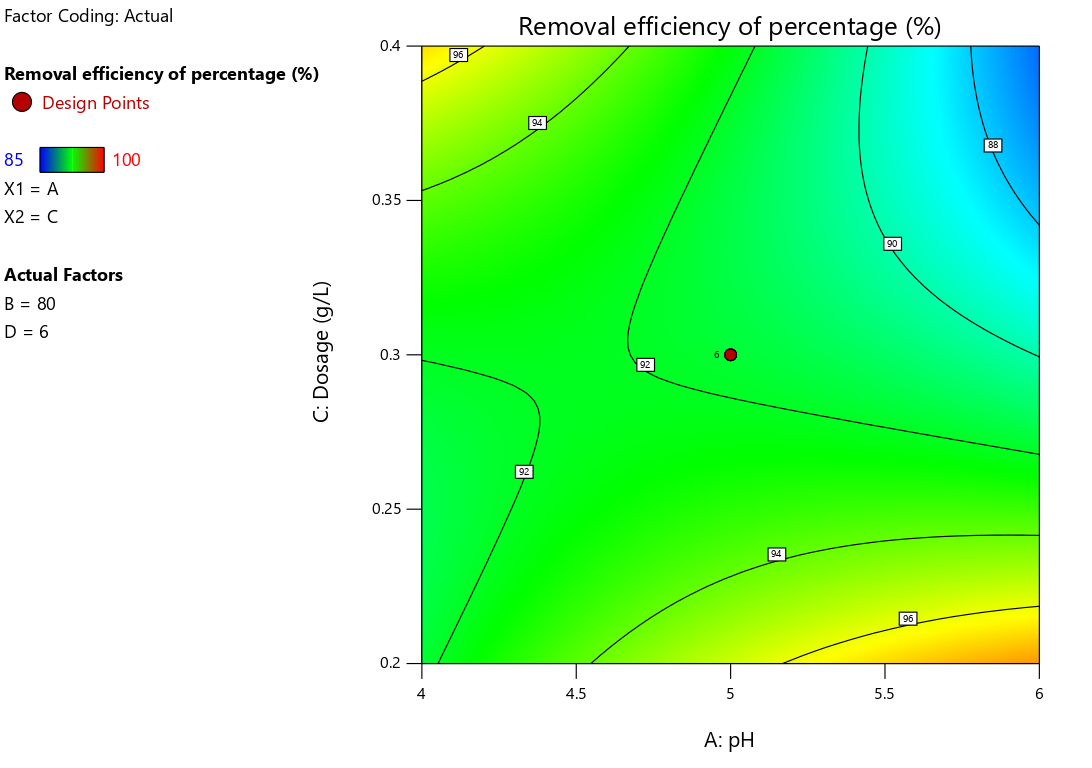 Factor Coding: Actual
Removal efficiency of percentage (%)
Design Points
85 100
X1 = A
X2 = C
Actual Factors
B = 80
D = 6
Removal efficiency of percentage (%)
0.4
0.35
0.3
0.25
0.2
C: Dosage (g/L)
96
94
88
90
6
92
92
94
96
4 4.5 5 5.5 6
A: pH